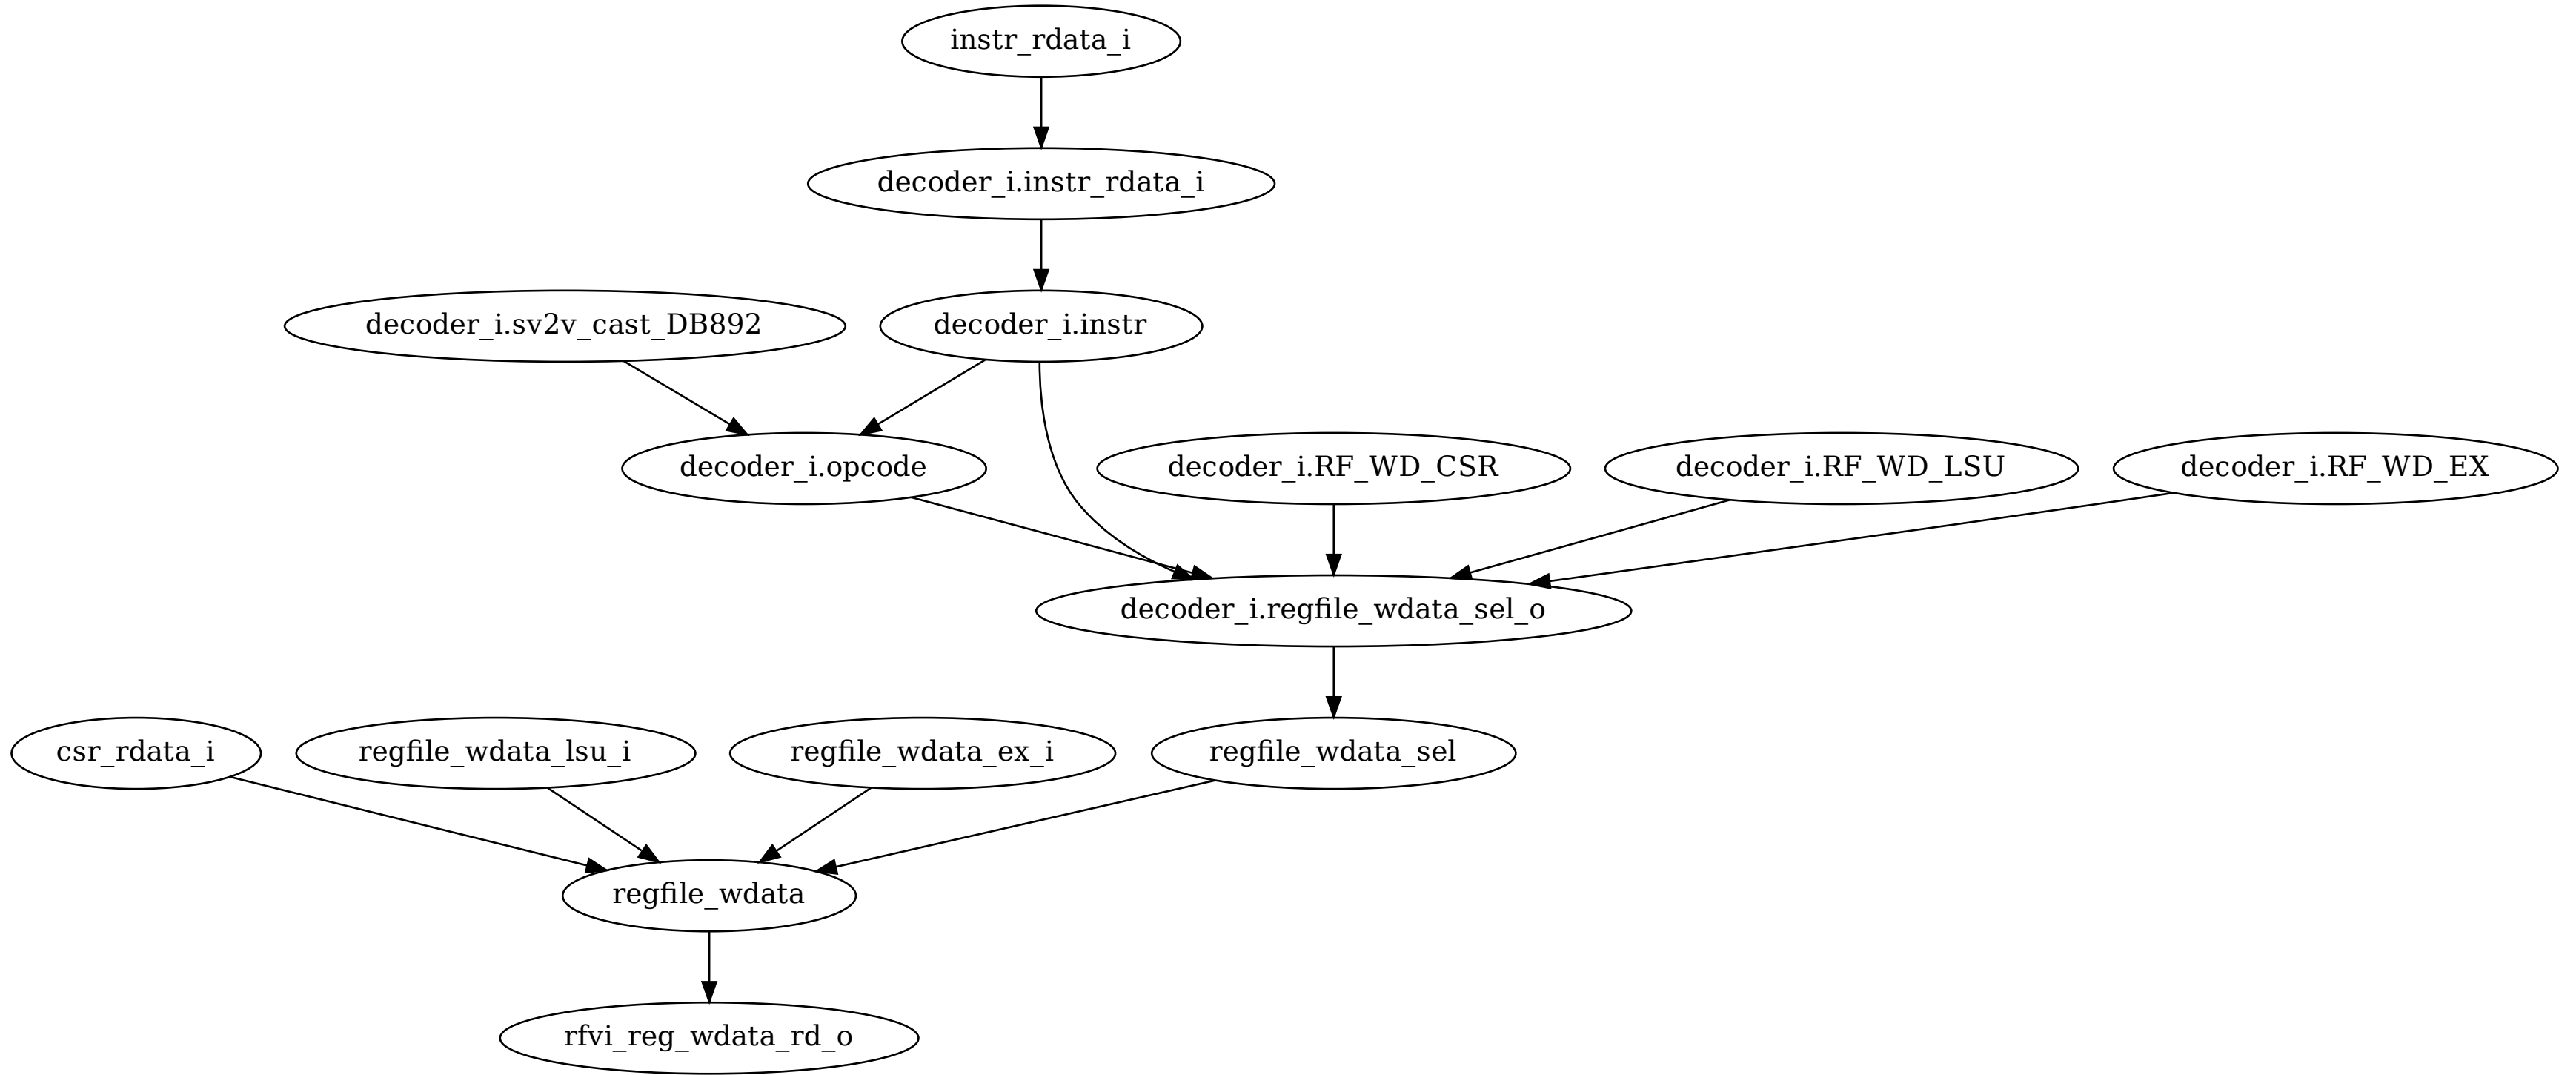 instr_rdata_i
decoder_i.instr_rdata_i
decoder_i.sv2v_cast_DB892
decoder_i.instr
decoder_i.opcode
decoder_i.RF_WD_CSR
decoder_i.RF_WD_LSU
decoder_i.RF_WD_EX
decoder_i.regfile_wdata_sel_o
csr_rdata_i
regfile_wdata_lsu_i
regfile_wdata_ex_i
regfile_wdata_sel
regfile_wdata
rfvi_reg_wdata_rd_o